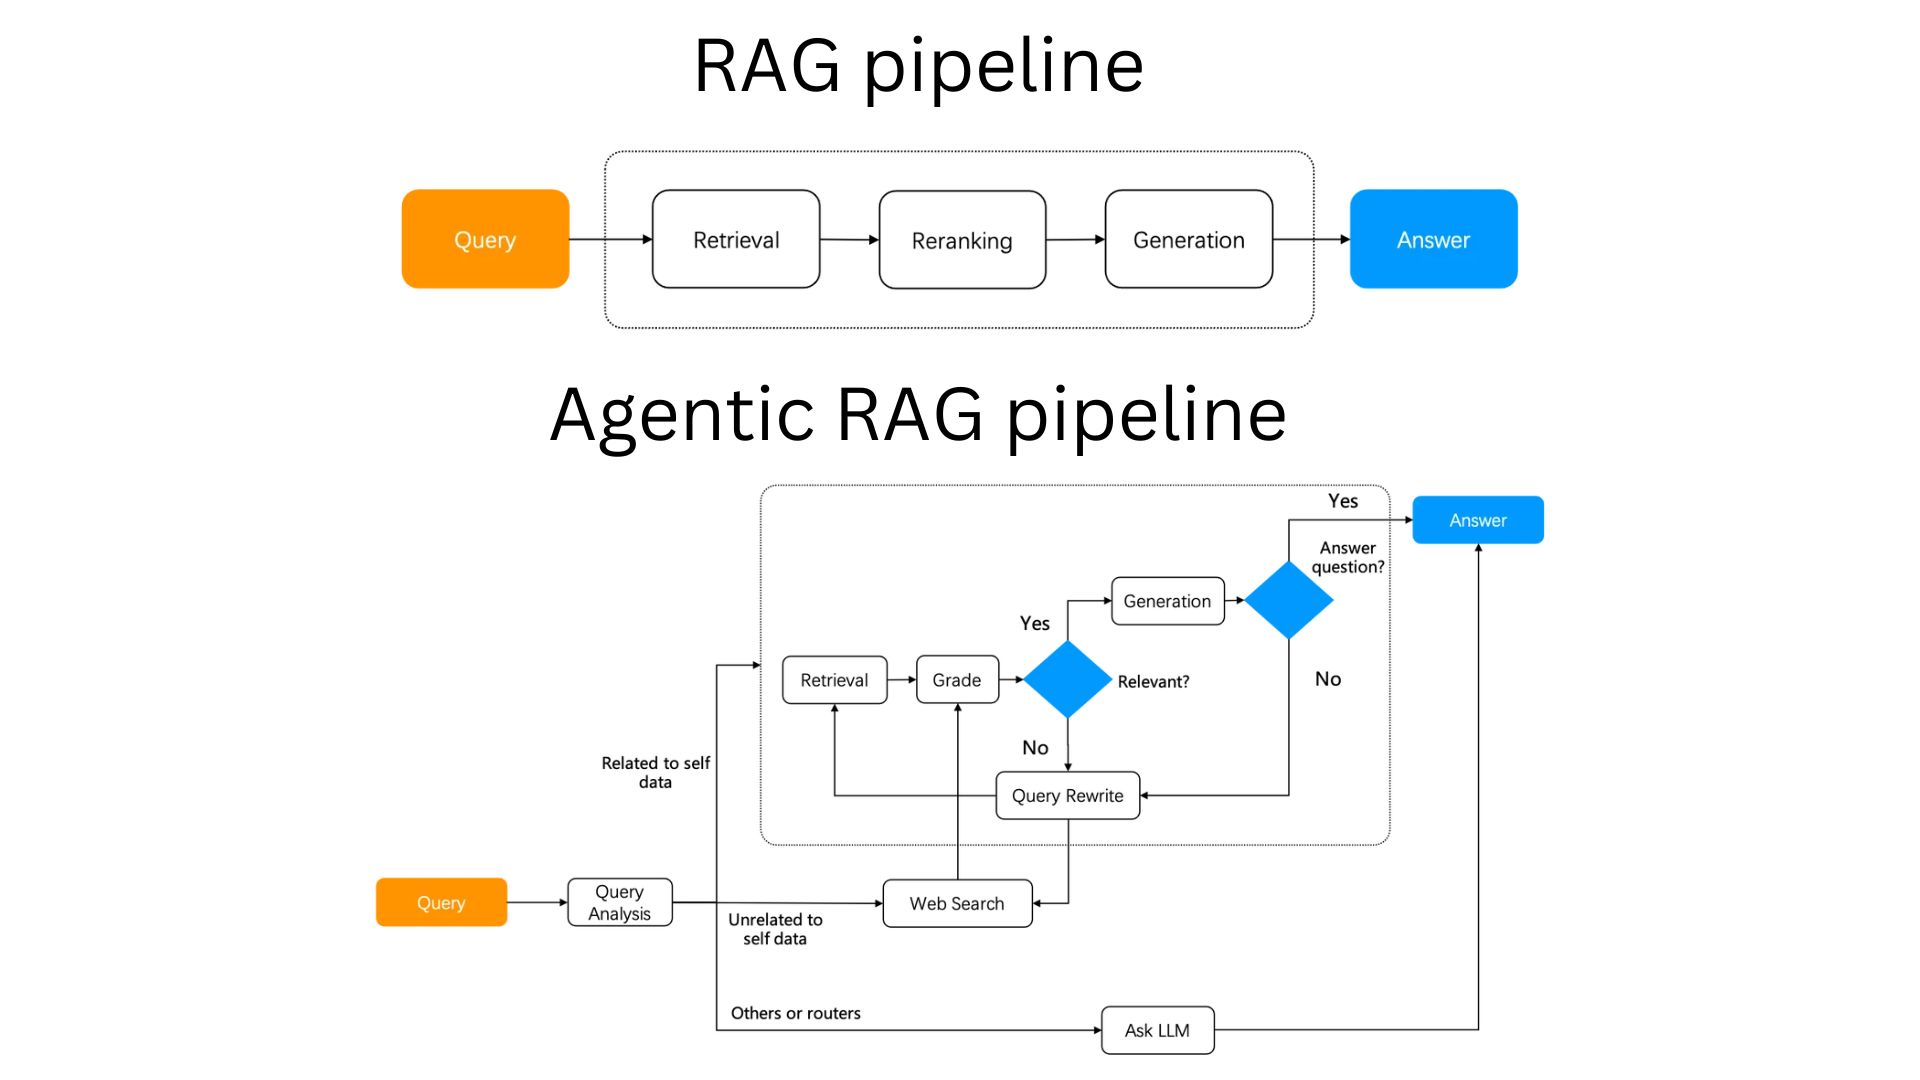 RAG pipeline
Query
Retrieval
Reranking
Generation
Answer
Agentic RAG pipeline
Yes
Answer
Answer
question?
Generation
Yes
Retrieval
Grade
Relevant?
No
No
Query Rewrite
Related to self
data
Query
Query
Analysis
Web Search
Unrelated to
self data
Others or routers
Ask LLM